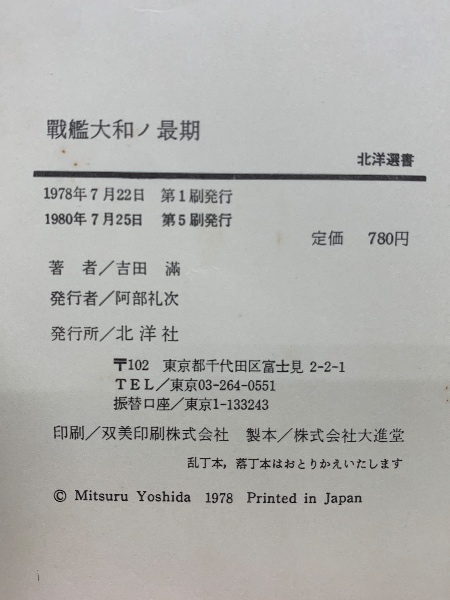 戰艦大和ノ最期
北洋選書
1978年7月22日 第1刷発行
1980年7月25日 第5刷発行
定価 780円
著 者／吉田 滿
発行者／阿部礼次
発行所／北洋社
〒102 東京都千代田区富士見 2-2-1
TEL／東京03-264-0551
振替口座／東京1-133243
印刷／双美印刷株式会社 製本／株式会社大進堂
乱丁本，落丁本はおとりかえいたします
© Mitsuru Yoshida 1978 Printed in Japan